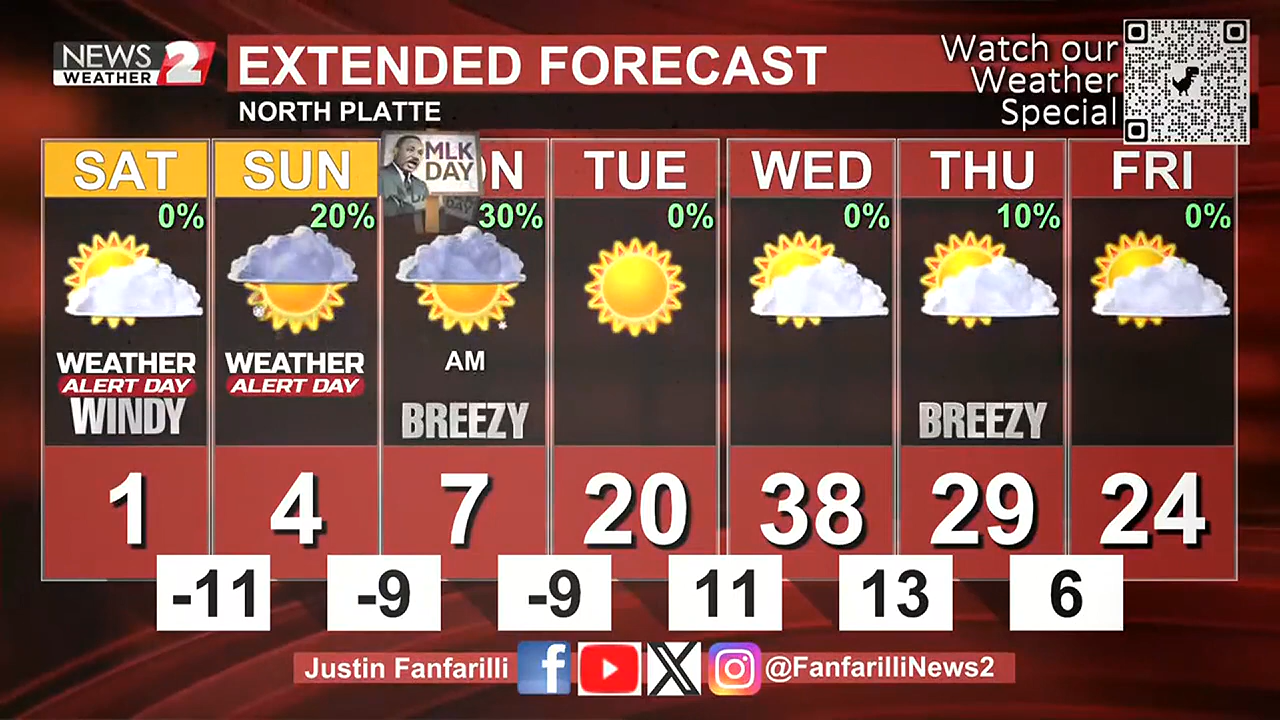 NEWS 2
WEATHER
EXTENDED FORECAST
NORTH PLATTE
Watch our
Weather
Special
SAT
SUN
MLK
DAY
N
TUE
WED
THU
FRI
0%
20%
30%
0%
0%
10%
0%
WEATHER
ALERT DAY
WINDY
WEATHER
ALERT DAY
AM
BREEZY
BREEZY
1
4
7
20
38
29
24
-11
-9
-9
11
13
6
Justin Fanfarilli
@FanfarilliNews2